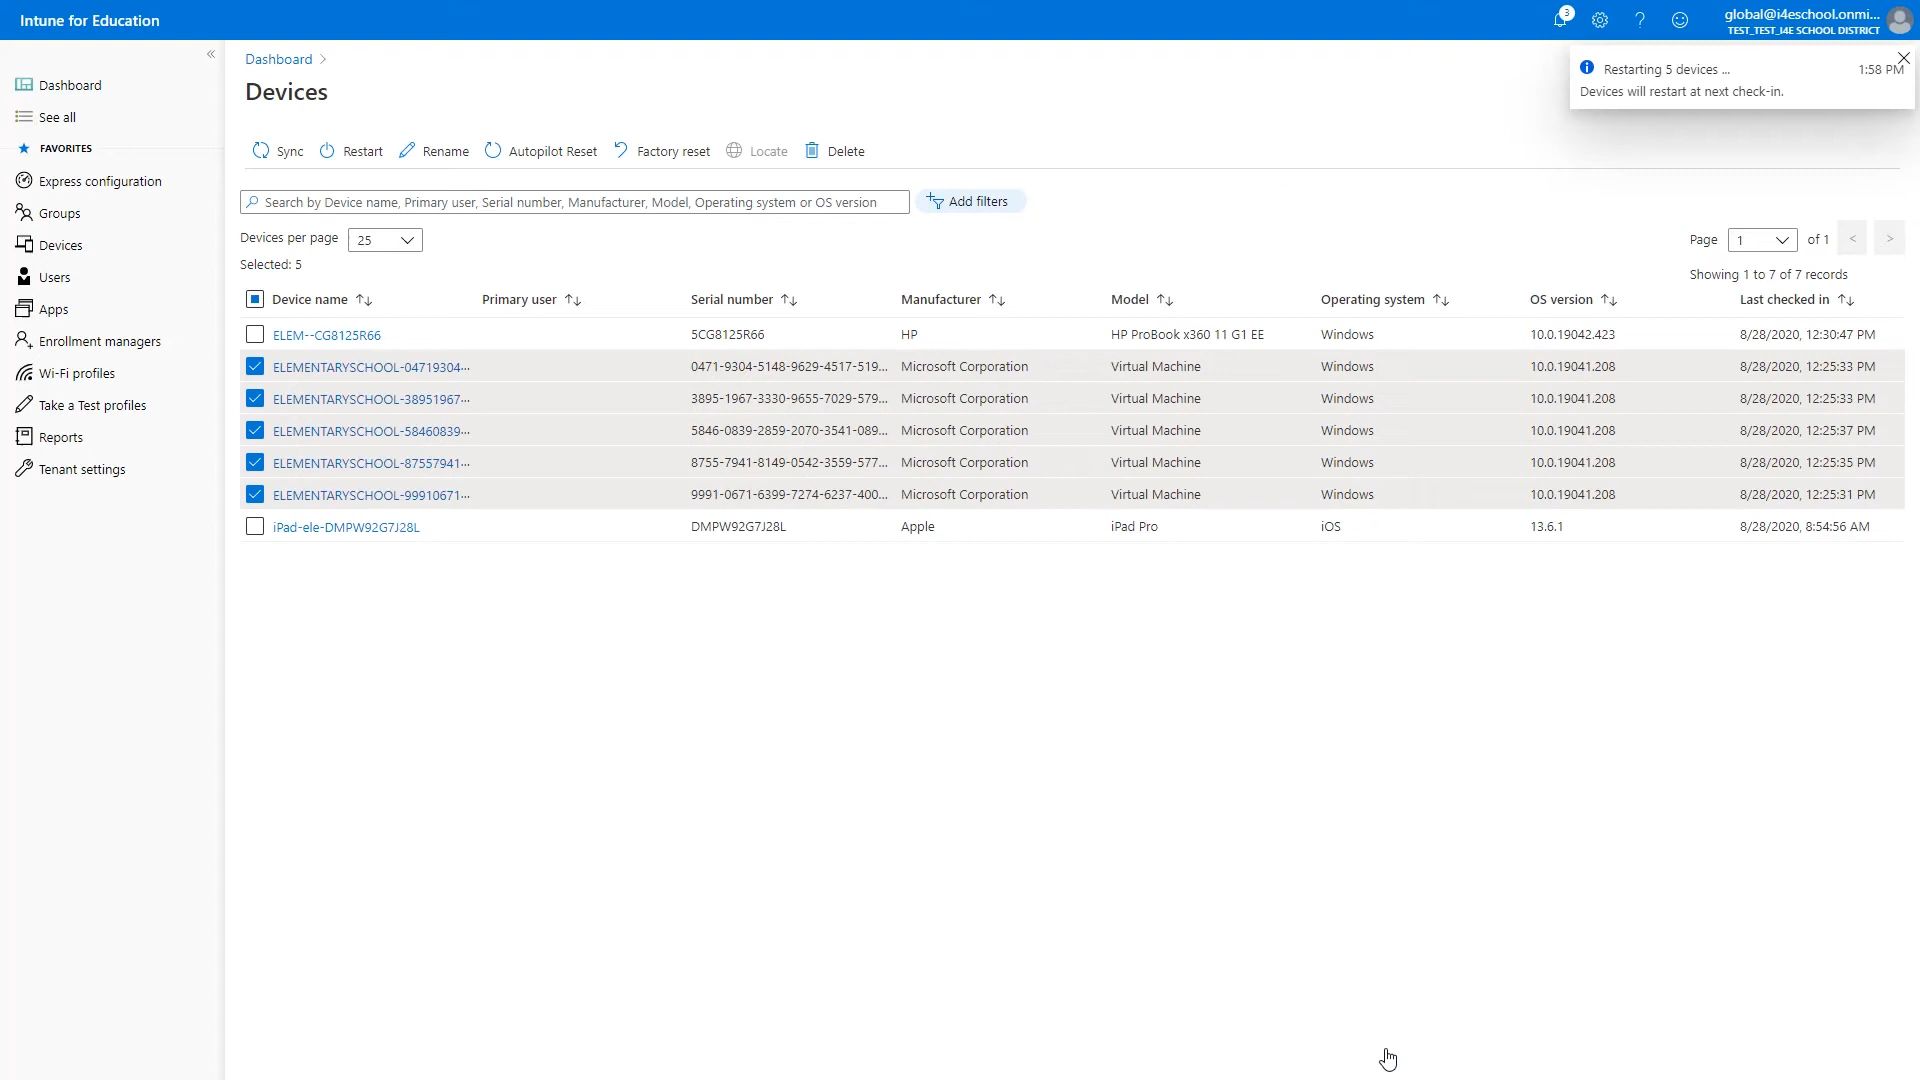 Intune for Education
3
global@i4eschool.onmi...
TEST_TEST_I4E SCHOOL DISTRICT
Restarting 5 devices ...
1:58 PM
Devices will restart at next check-in.
Dashboard
See all
FAVORITES
Express configuration
Groups
Devices
Users
Apps
Enrollment managers
Wi-Fi profiles
Take a Test profiles
Reports
Tenant settings
Dashboard >
Devices
Sync Restart Rename Autopilot Reset Factory reset Locate Delete
Search by Device name, Primary user, Serial number, Manufacturer, Model, Operating system or OS version
Add filters
Devices per page 25
Page 1 of 1 < >
Selected: 5
Showing 1 to 7 of 7 records
Device name Primary user Serial number Manufacturer Model Operating system OS version Last checked in
ELEM--CG8125R66 5CG8125R66 HP HP ProBook x360 11 G1 EE Windows 10.0.19042.423 8/28/2020, 12:30:47 PM
ELEMENTARYSCHOOL-04719304... 0471-9304-5148-9629-4517-519... Microsoft Corporation Virtual Machine Windows 10.0.19041.208 8/28/2020, 12:25:33 PM
ELEMENTARYSCHOOL-38951967... 3895-1967-3330-9655-7029-579... Microsoft Corporation Virtual Machine Windows 10.0.19041.208 8/28/2020, 12:25:33 PM
ELEMENTARYSCHOOL-58460839... 5846-0839-2859-2070-3541-089... Microsoft Corporation Virtual Machine Windows 10.0.19041.208 8/28/2020, 12:25:37 PM
ELEMENTARYSCHOOL-87557941... 8755-7941-8149-0542-3559-577... Microsoft Corporation Virtual Machine Windows 10.0.19041.208 8/28/2020, 12:25:35 PM
ELEMENTARYSCHOOL-99910671... 9991-0671-6399-7274-6237-400... Microsoft Corporation Virtual Machine Windows 10.0.19041.208 8/28/2020, 12:25:31 PM
iPad-ele-DMPW92G7J28L DMPW92G7J28L Apple iPad Pro iOS 13.6.1 8/28/2020, 8:54:56 AM